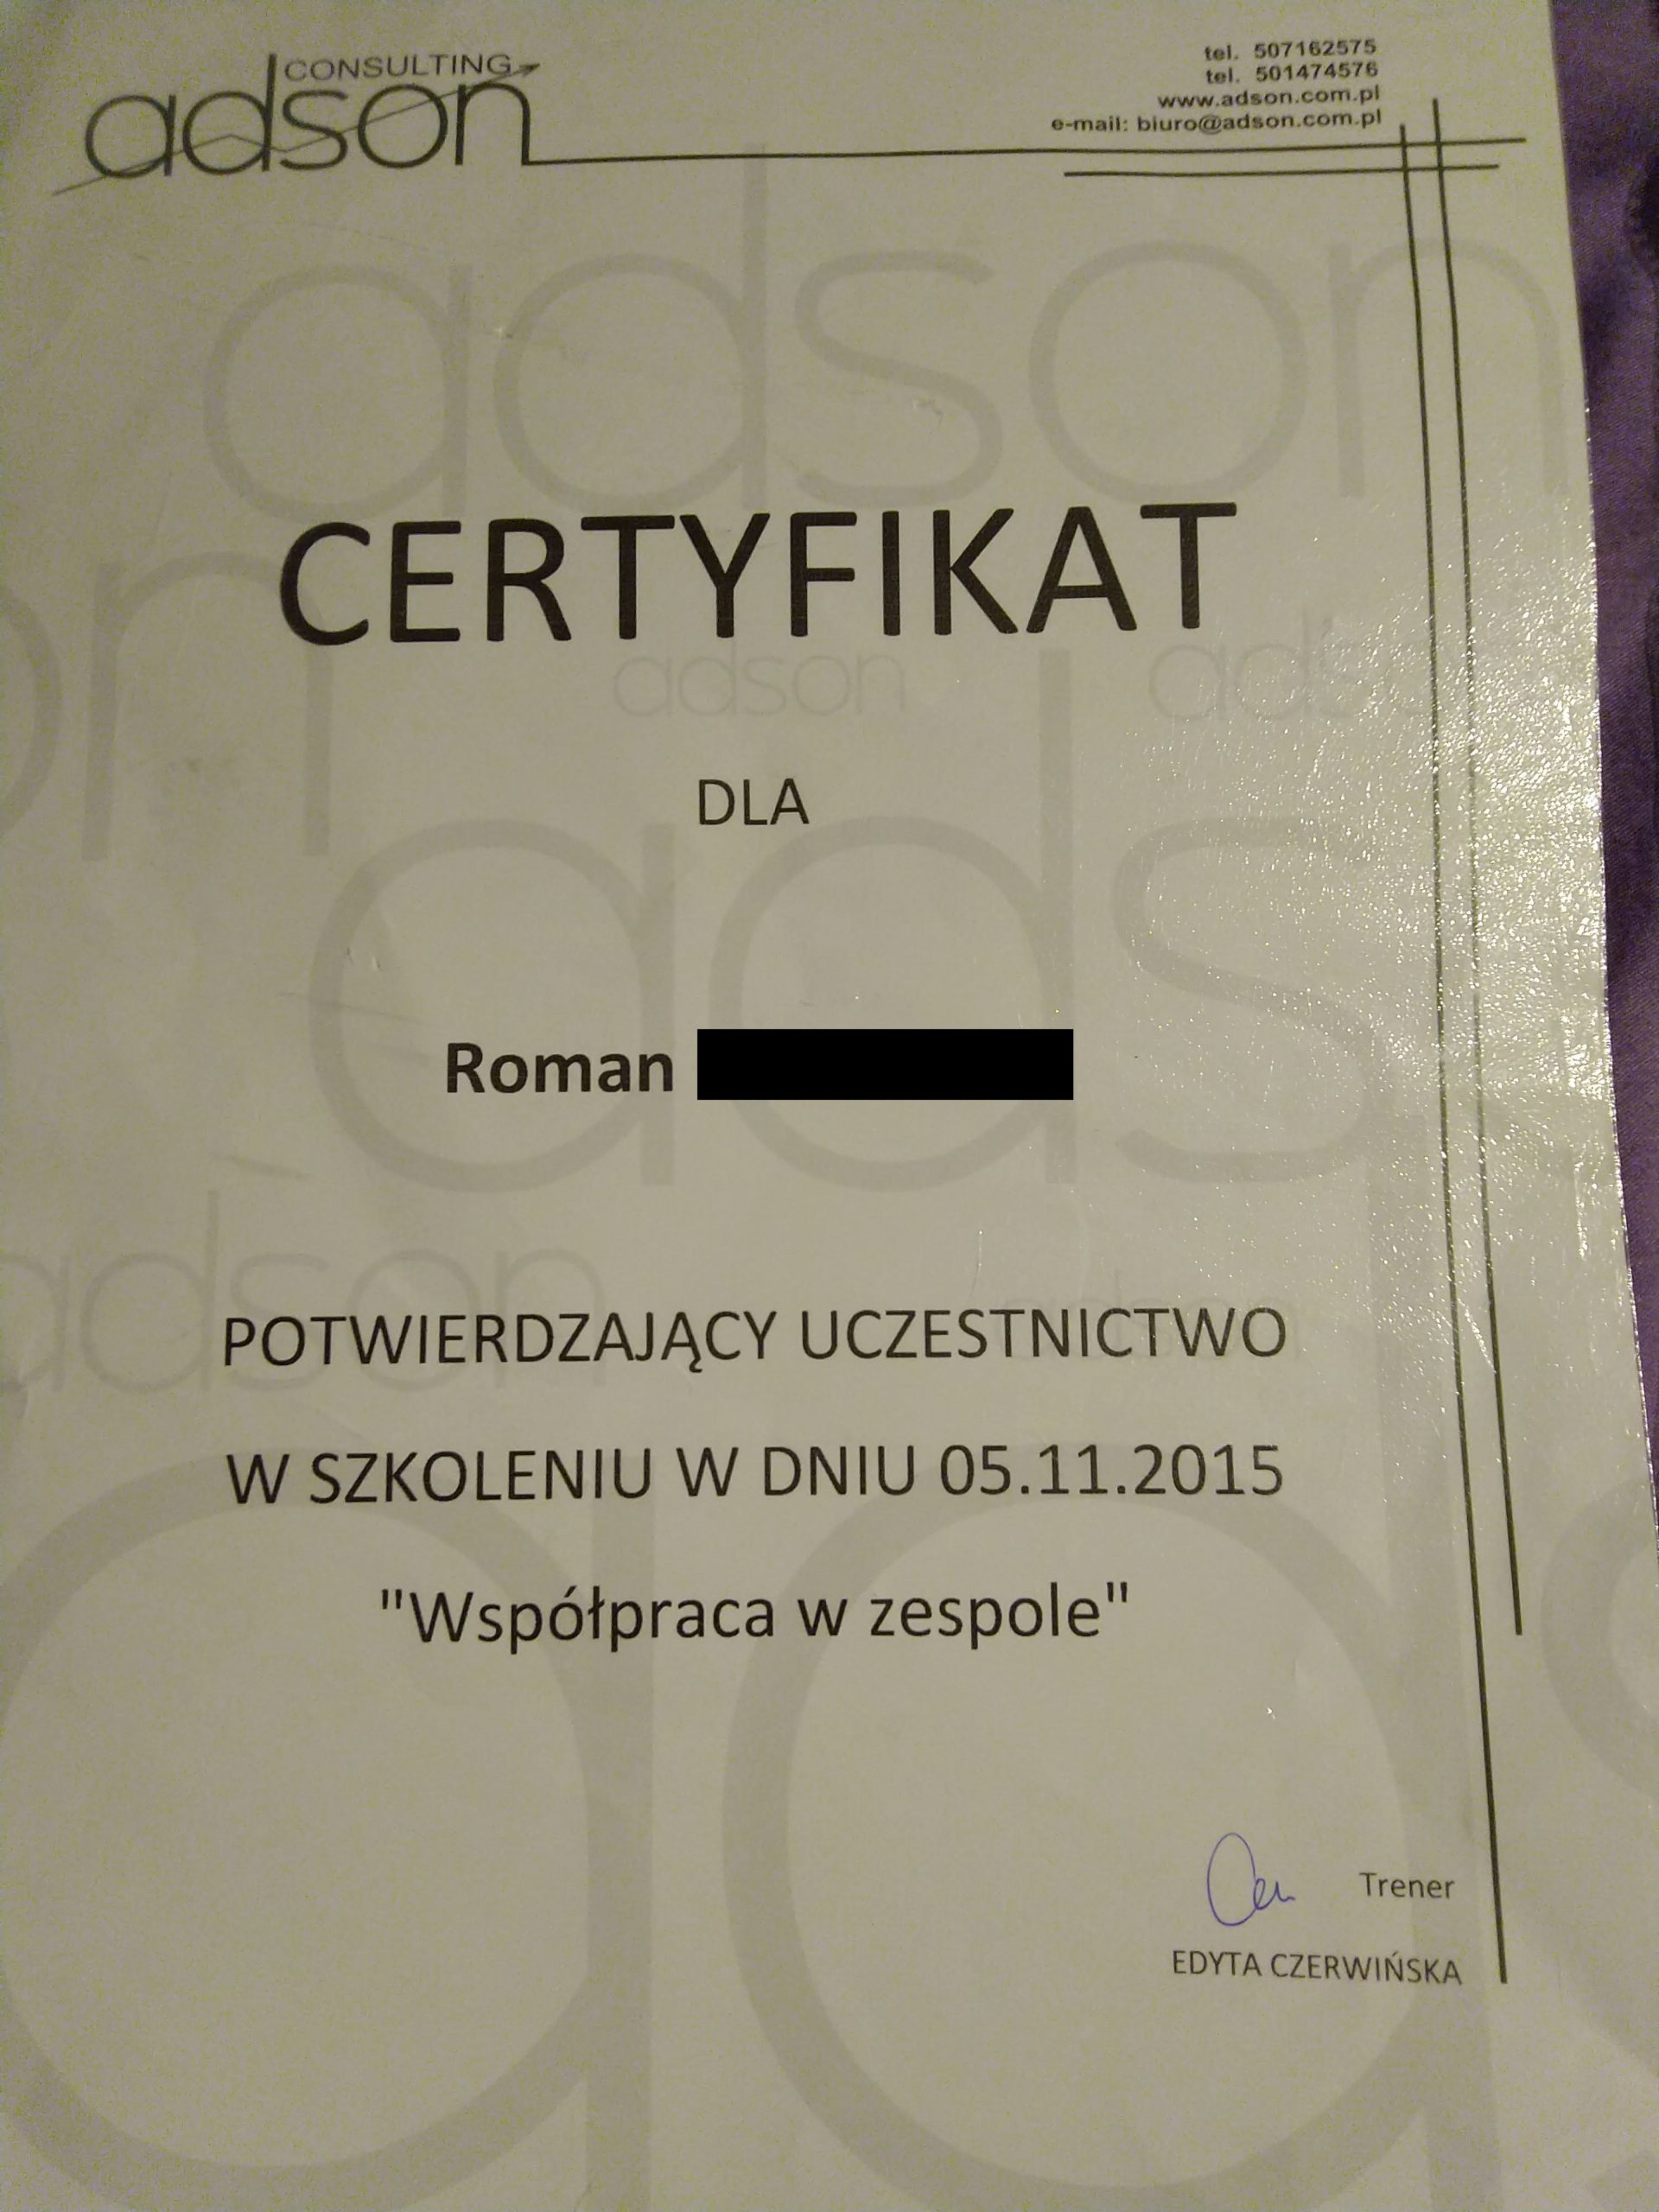 CONSULTING
adson
tel. 507162575
tel. 501474576
www.adson.com.pl
e-mail: biuro@adson.com.pl
CERTYFIKAT
DLA
Roman
POTWIERDZAJĄCY UCZESTNICTWO
W SZKOLENIU W DNIU 05.11.2015
"Współpraca w zespole"
Trener
EDYTA CZERWIŃSKA